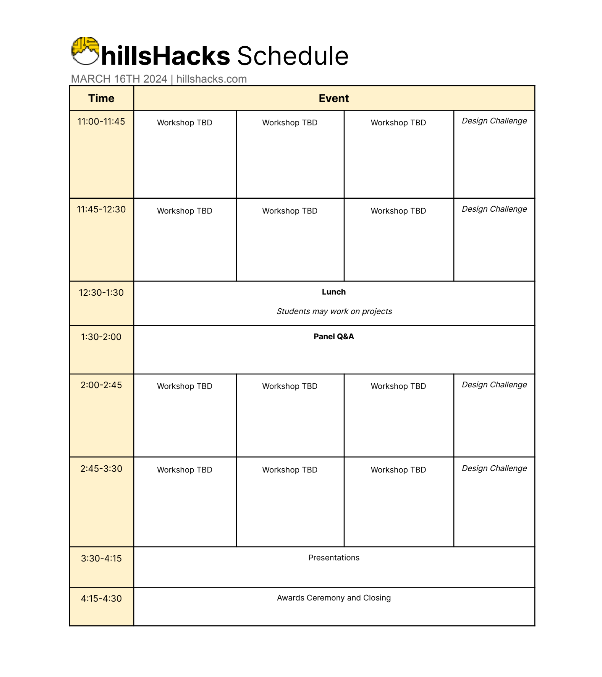 hillsHacks Schedule
MARCH 16TH 2024 | hillshacks.com
Time Event
11:00-11:45 Workshop TBD Workshop TBD Workshop TBD Design Challenge
11:45-12:30 Workshop TBD Workshop TBD Workshop TBD Design Challenge
12:30-1:30 Lunch
Students may work on projects
1:30-2:00 Panel Q&A
2:00-2:45 Workshop TBD Workshop TBD Workshop TBD Design Challenge
2:45-3:30 Workshop TBD Workshop TBD Workshop TBD Design Challenge
3:30-4:15 Presentations
4:15-4:30 Awards Ceremony and Closing